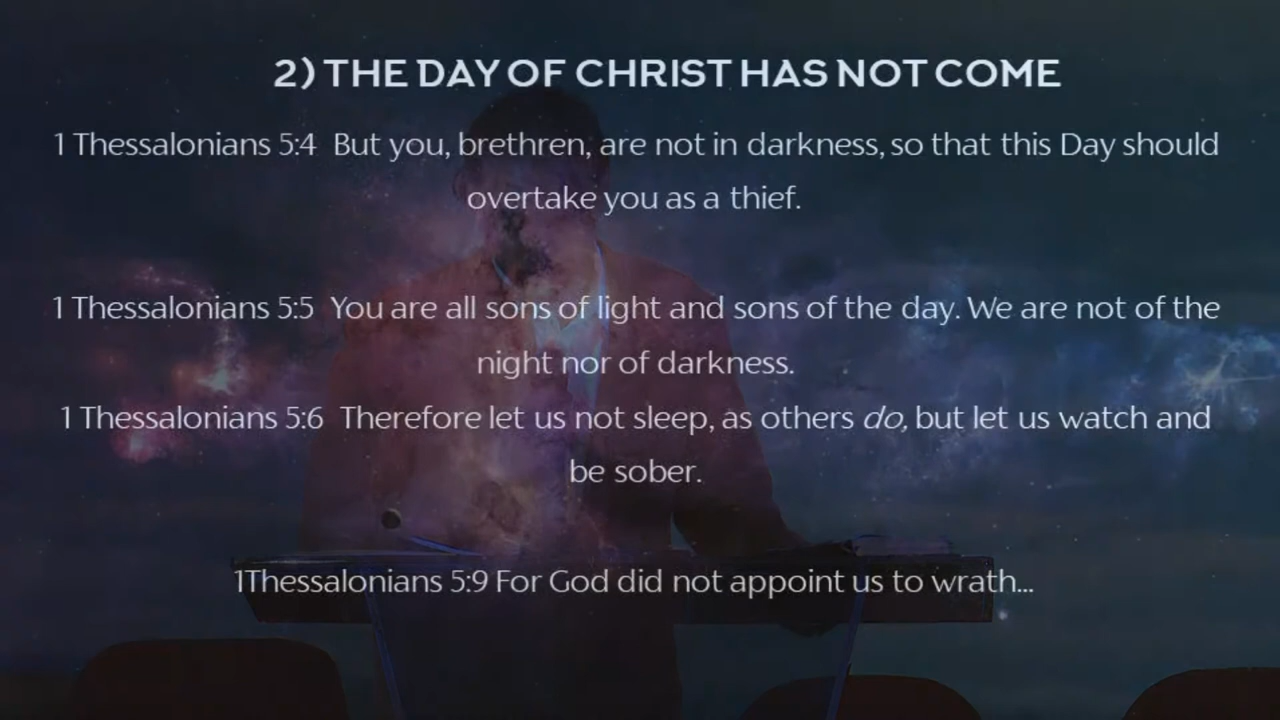 2) THE DAY OF CHRIST HAS NOT COME
1 Thessalonians 5:4 But you, brethren, are not in darkness, so that this Day should
overtake you as a thief.
1 Thessalonians 5:5 You are all sons of light and sons of the day. We are not of the
night nor of darkness.
1 Thessalonians 5:6 Therefore let us not sleep, as others do, but let us watch and
be sober.
1Thessalonians 5:9 For God did not appoint us to wrath...